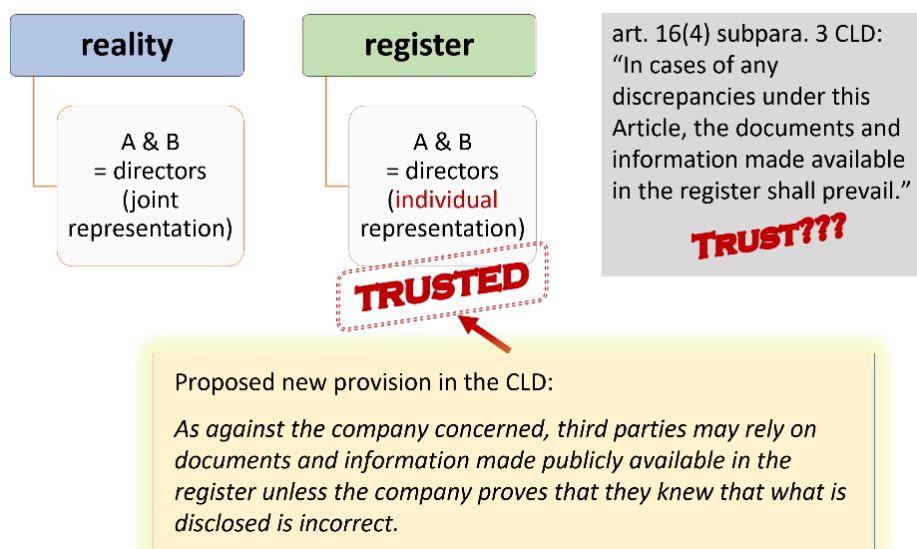 reality
A & B
= directors
(joint
representation)
register
A & B
= directors
(individual
representation)
TRUSTED
art. 16(4) subpara. 3 CLD:
“In cases of any
discrepancies under this
Article, the documents and
information made available
in the register shall prevail.”
TRUST???
Proposed new provision in the CLD:
As against the company concerned, third parties may rely on
documents and information made publicly available in the
register unless the company proves that they knew that what is
disclosed is incorrect.